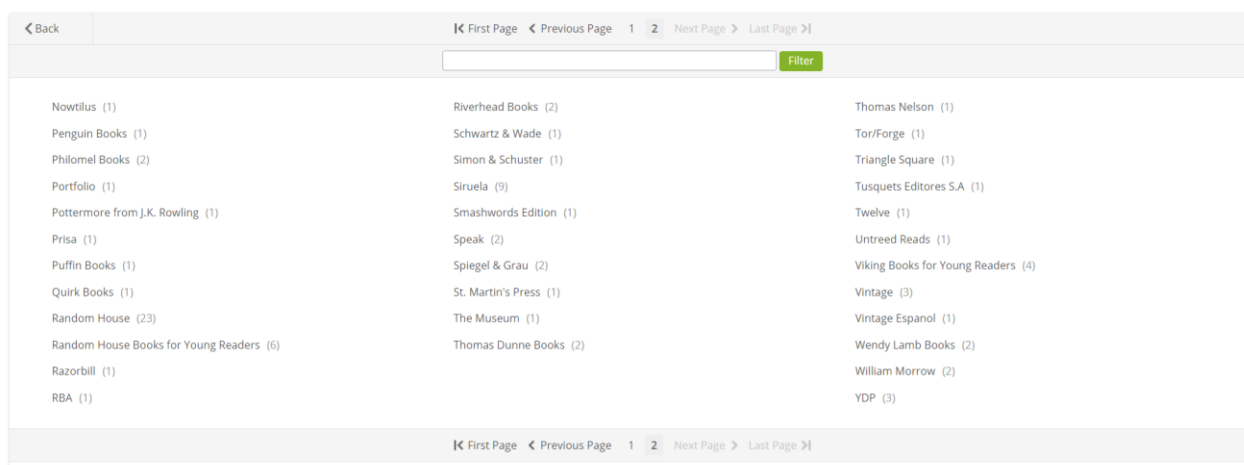 Back
First Page Previous Page 1 2 Next Page Last Page
Filter
Nowtilus (1)
Penguin Books (1)
Philomel Books (2)
Portfolio (1)
Pottermore from J.K. Rowling (1)
Prisa (1)
Puffin Books (1)
Quirk Books (1)
Random House (23)
Random House Books for Young Readers (6)
Razorbill (1)
RBA (1)
Riverhead Books (2)
Schwartz & Wade (1)
Simon & Schuster (1)
Siruela (9)
Smashwords Edition (1)
Speak (2)
Spiegel & Grau (2)
St. Martin's Press (1)
The Museum (1)
Thomas Dunne Books (2)
Thomas Nelson (1)
Tor/Forge (1)
Triangle Square (1)
Tusquets Editores S.A (1)
Twelve (1)
Untreed Reads (1)
Viking Books for Young Readers (4)
Vintage (3)
Vintage Espanol (1)
Wendy Lamb Books (2)
William Morrow (2)
YDP (3)
First Page Previous Page 1 2 Next Page Last Page